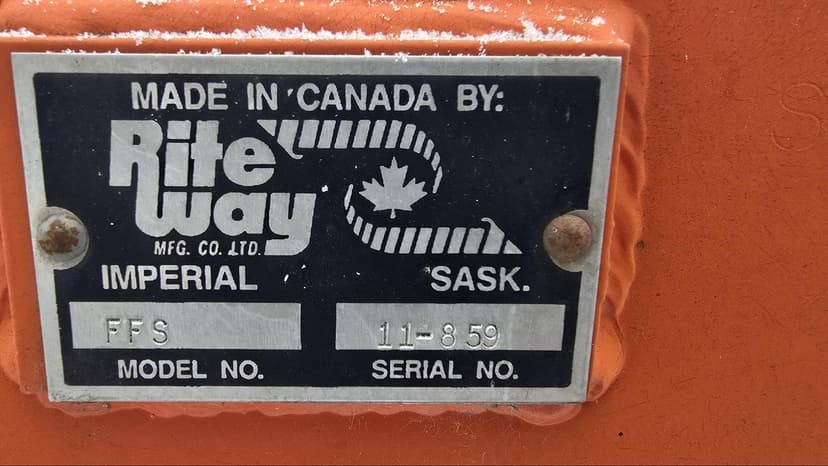 MADE IN CANADA BY:
Rite
way
MFG. CO. LTD.
IMPERIAL SASK.
FFS 11-859
MODEL NO. SERIAL NO.